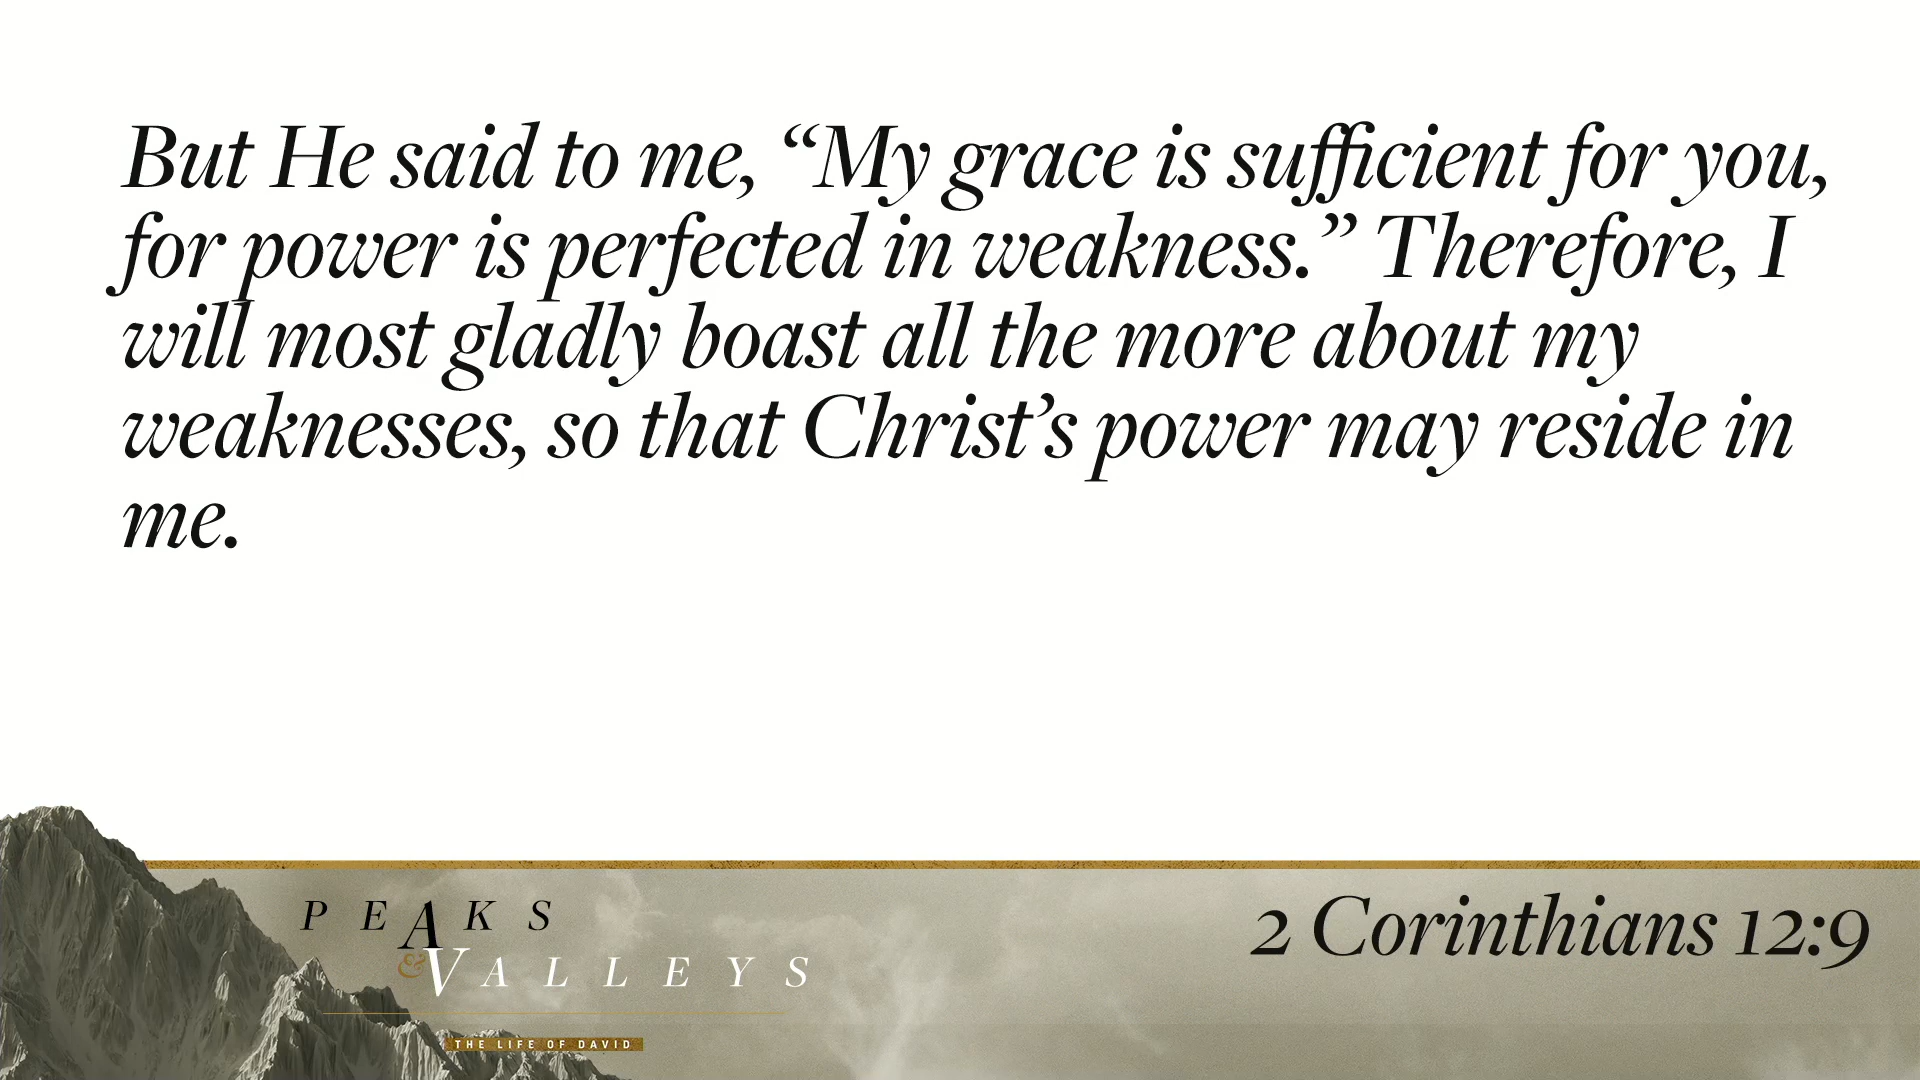 But He said to me, “My grace is sufficient for you,
for power is perfected in weakness.” Therefore, I
will most gladly boast all the more about my
weaknesses, so that Christ’s power may reside in
me.
PEAKS
& VALLEYS
THE LIFE OF DAVID
2 Corinthians 12:9